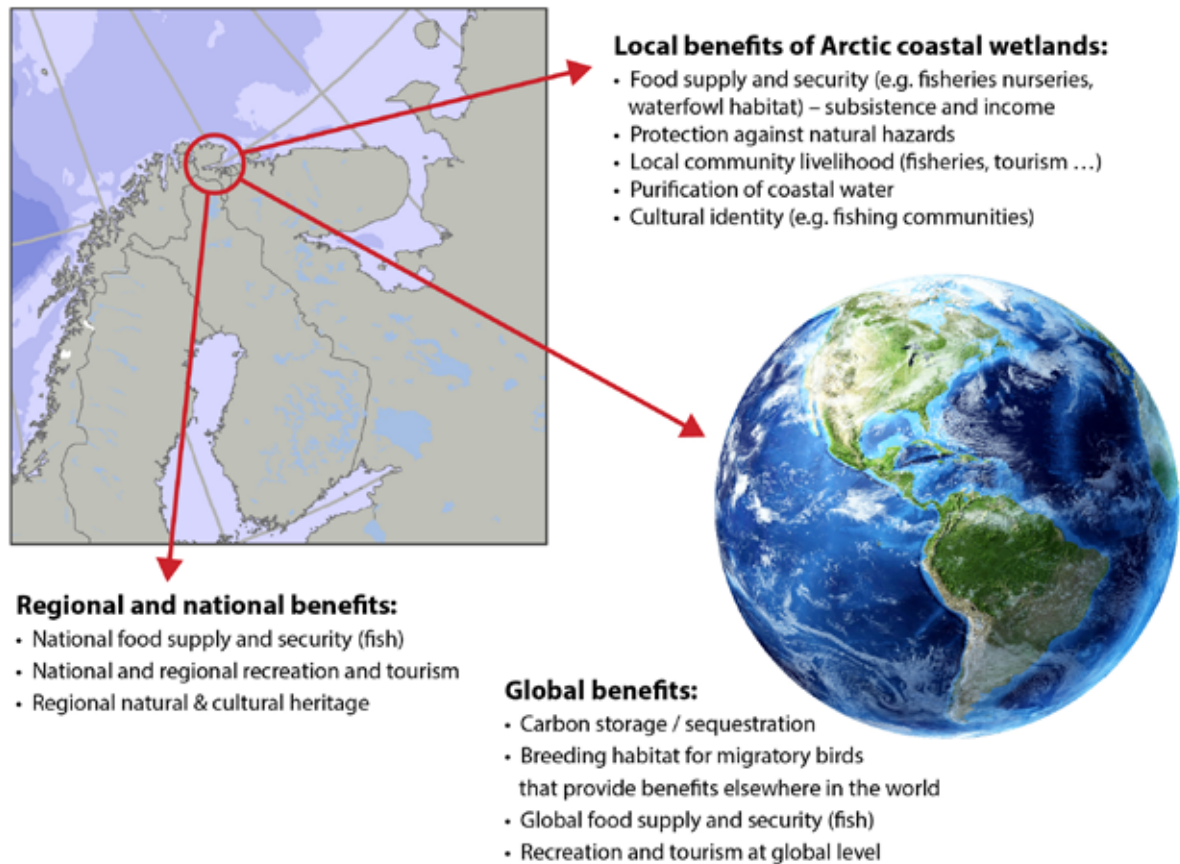 Local benefits of Arctic coastal wetlands:
• Food supply and security (e.g. fisheries nurseries,
waterfowl habitat) – subsistence and income
• Protection against natural hazards
• Local community livelihood (fisheries, tourism ...)
• Purification of coastal water
• Cultural identity (e.g. fishing communities)
Regional and national benefits:
• National food supply and security (fish)
• National and regional recreation and tourism
• Regional natural & cultural heritage
Global benefits:
• Carbon storage / sequestration
• Breeding habitat for migratory birds
that provide benefits elsewhere in the world
• Global food supply and security (fish)
• Recreation and tourism at global level